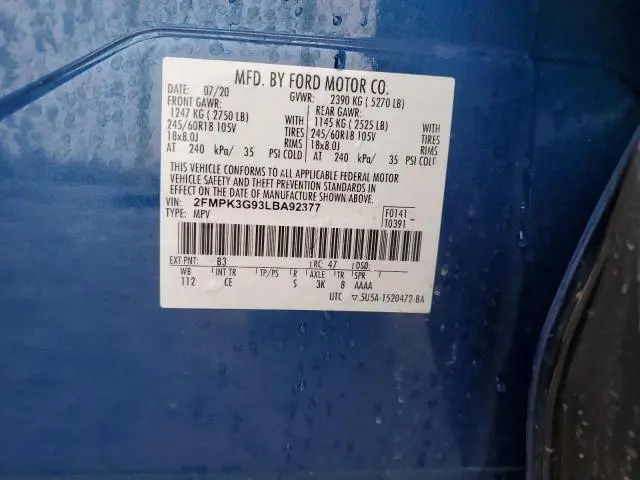 MFD. BY FORD MOTOR CO.
DATE: 07/20 GVWR: 2390 KG ( 5270 LB)
FRONT GAWR: REAR GAWR:
1247 KG ( 2750 LB) WITH 1145 KG ( 2525 LB) WITH
245/60R18 105V TIRES 245/60R18 105V TIRES
18x8.0J RIMS 18x8.0J RIMS
AT 240 kPa/ 35 PSI COLD AT 240 kPa/ 35 PSI COLD
THIS VEHICLE CONFORMS TO ALL APPLICABLE FEDERAL MOTOR
VEHICLE SAFETY AND THEFT PREVENTION STANDARDS IN
EFFECT ON THE DATE OF MANUFACTURE SHOWN ABOVE.
VIN: 2FMPK3G93LBA92377 F0141
TYPE: MPV T0391
EXT PNT: B3 RC: 47 DSO:
WB INT TR TP/PS R AXLE TR SPR
112 CE S 3K 8 AAAA
UTC ▽ 5U5A-1520472-BA